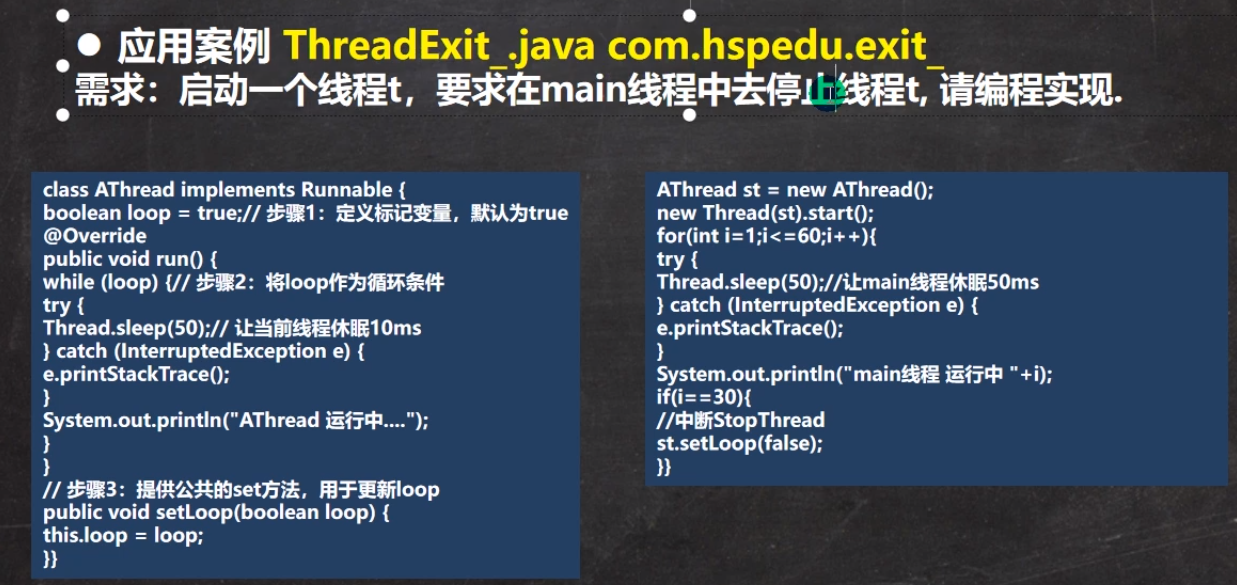 ● 应用案例 ThreadExit_.java com.hspedu.exit_
需求：启动一个线程t，要求在main线程中去停止线程t, 请编程实现.
class AThread implements Runnable {
boolean loop = true;// 步骤1：定义标记变量，默认为true
@Override
public void run() {
while (loop) {// 步骤2：将loop作为循环条件
try {
Thread.sleep(50);// 让当前线程休眠10ms
} catch (InterruptedException e) {
e.printStackTrace();
}
System.out.println("AThread 运行中....");
}
}
// 步骤3：提供公共的set方法，用于更新loop
public void setLoop(boolean loop) {
this.loop = loop;
}}
AThread st = new AThread();
new Thread(st).start();
for(int i=1;i<=60;i++){
try {
Thread.sleep(50);//让main线程休眠50ms
} catch (InterruptedException e) {
e.printStackTrace();
}
System.out.println("main线程 运行中 "+i);
if(i==30){
//中断StopThread
st.setLoop(false);
}}